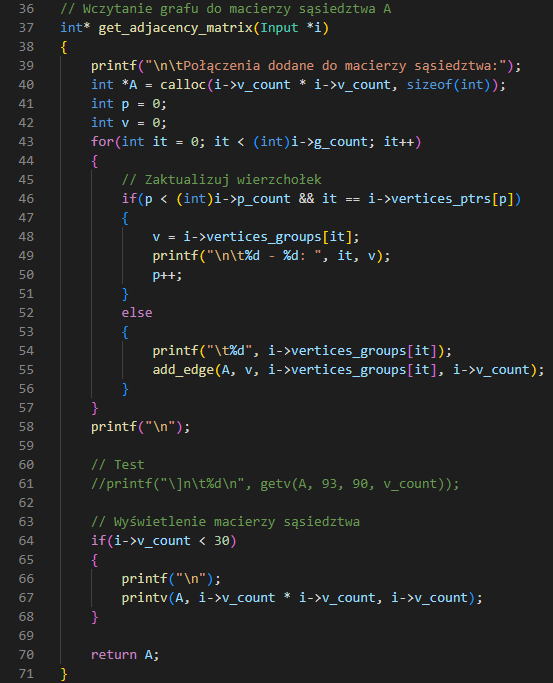 36 // Wczytanie grafu do macierzy sąsiedztwa A
37 int* get_adjacency_matrix(Input *i)
38 {
39     printf("\n\tPołączenia dodane do macierzy sąsiedztwa:");
40     int *A = calloc(i->v_count * i->v_count, sizeof(int));
41     int p = 0;
42     int v = 0;
43     for(int it = 0; it < (int)i->g_count; it++)
44     {
45         // Zaktualizuj wierzchołek
46         if(p < (int)i->p_count && it == i->vertices_ptrs[p])
47         {
48             v = i->vertices_groups[it];
49             printf("\n\t%d - %d: ", it, v);
50             p++;
51         }
52         else
53         {
54             printf("\t%d", i->vertices_groups[it]);
55             add_edge(A, v, i->vertices_groups[it], i->v_count);
56         }
57     }
58     printf("\n");
59
60     // Test
61     //printf("\]n\t%d\n", getv(A, 93, 90, v_count));
62
63     // Wyświetlenie macierzy sąsiedztwa
64     if(i->v_count < 30)
65     {
66         printf("\n");
67         printv(A, i->v_count * i->v_count, i->v_count);
68     }
69
70     return A;
71 }